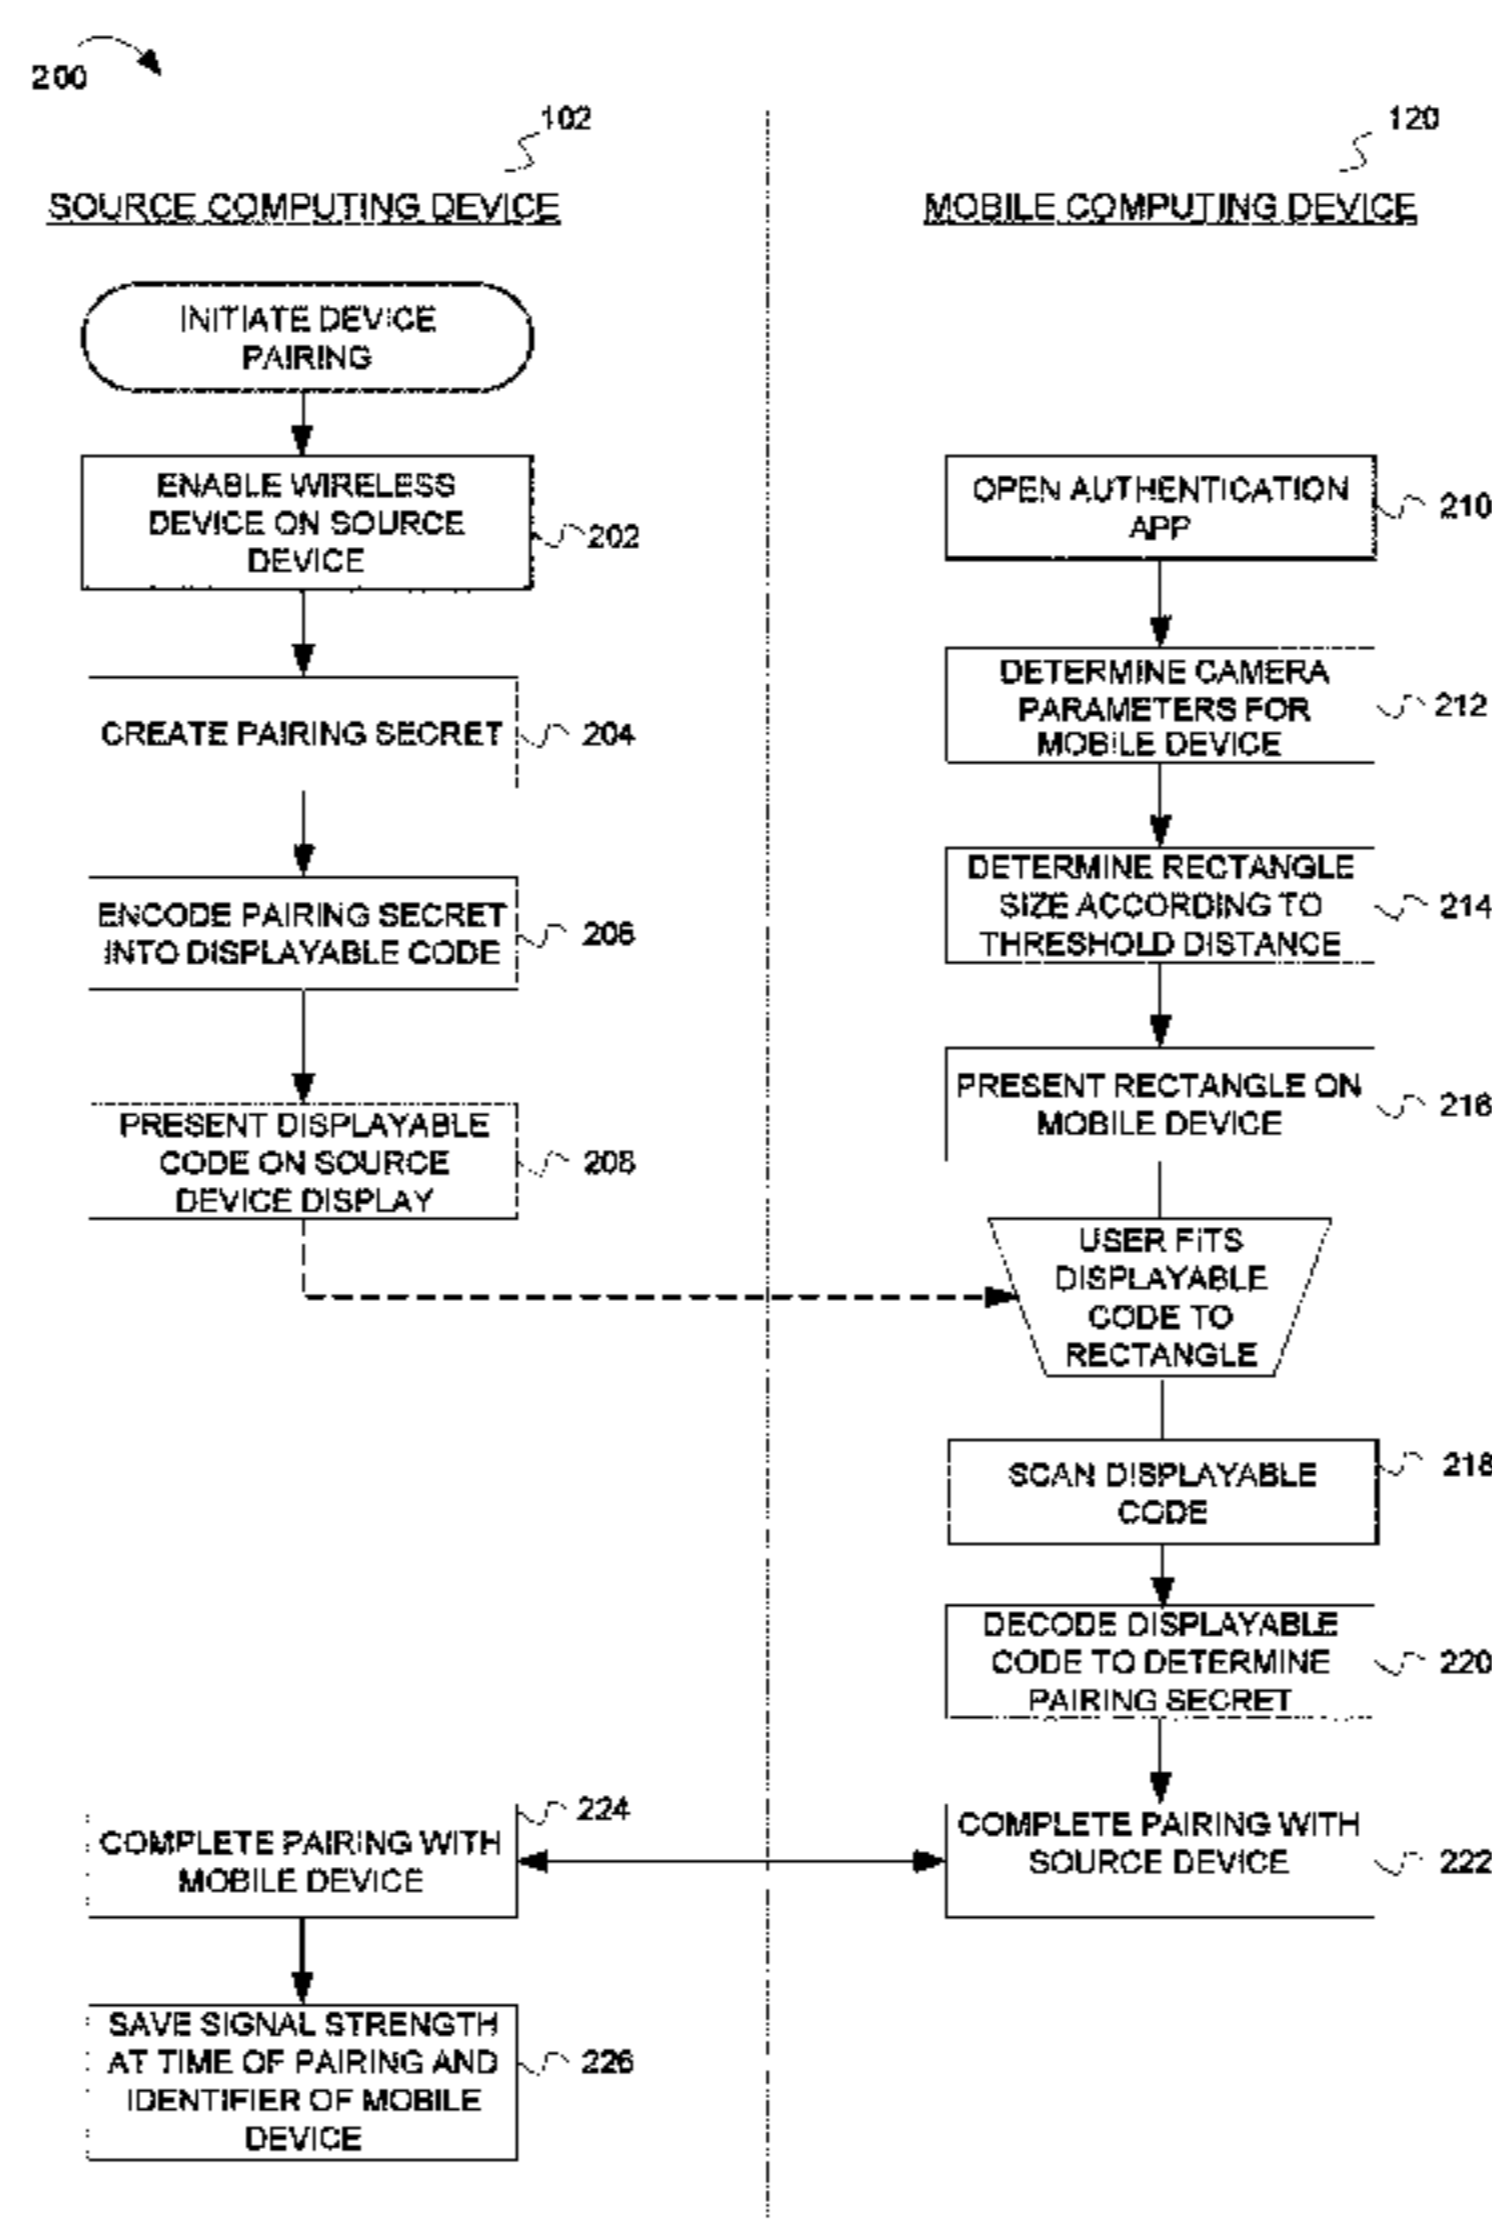 200
102
SOURCE COMPUTING DEVICE
INITIATE DEVICE
PAIRING
ENABLE WIRELESS
DEVICE ON SOURCE
DEVICE
202
CREATE PAIRING SECRET
204
ENCODE PAIRING SECRET
INTO DISPLAYABLE CODE
206
PRESENT DISPLAYABLE
CODE ON SOURCE
DEVICE DISPLAY
208
120
MOBILE COMPUTING DEVICE
OPEN AUTHENTICATION
APP
210
DETERMINE CAMERA
PARAMETERS FOR
MOBILE DEVICE
212
DETERMINE RECTANGLE
SIZE ACCORDING TO
THRESHOLD DISTANCE
214
PRESENT RECTANGLE ON
MOBILE DEVICE
216
USER FITS
DISPLAYABLE
CODE TO
RECTANGLE
SCAN DISPLAYABLE
CODE
218
DECODE DISPLAYABLE
CODE TO DETERMINE
PAIRING SECRET
220
COMPLETE PAIRING WITH
SOURCE DEVICE
222
COMPLETE PAIRING WITH
MOBILE DEVICE
224
SAVE SIGNAL STRENGTH
AT TIME OF PAIRING AND
IDENTIFIER OF MOBILE
DEVICE
226